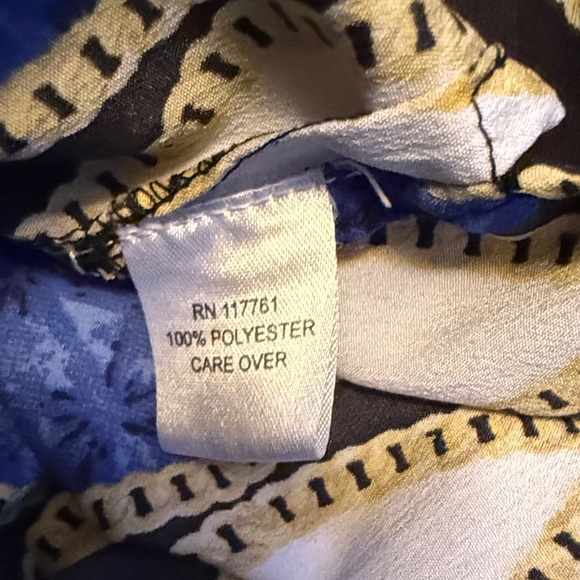 RN 117761
100% POLYESTER
CARE OVER